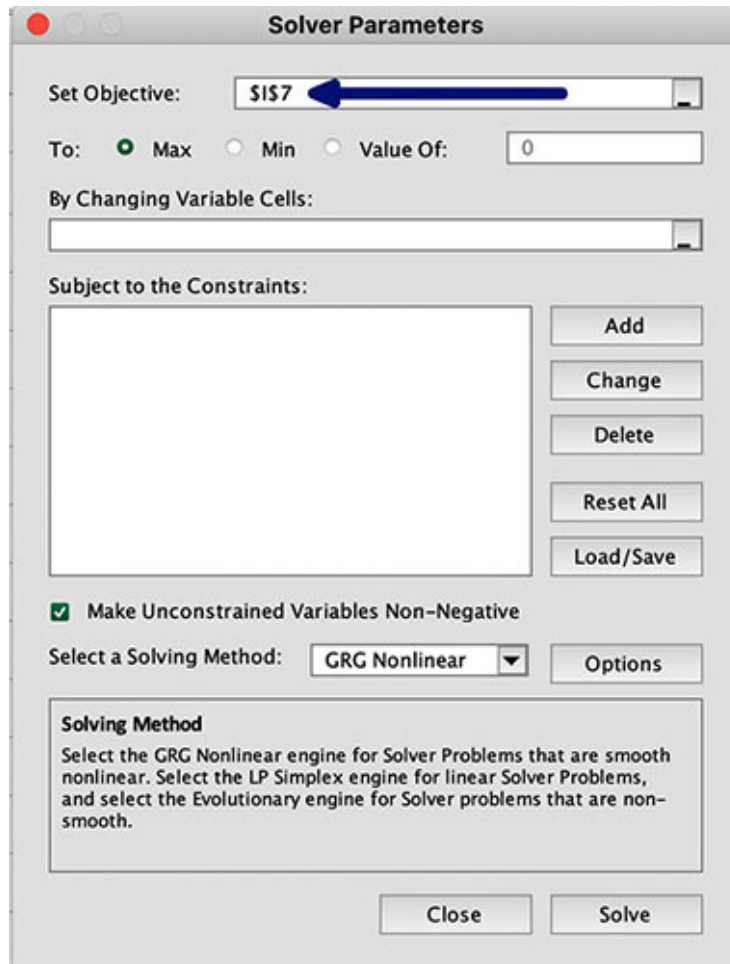 Solver Parameters
Set Objective: $I$7
To: Max Min Value Of: 0
By Changing Variable Cells:
Subject to the Constraints:
Add
Change
Delete
Reset All
Load/Save
Make Unconstrained Variables Non-Negative
Select a Solving Method: GRG Nonlinear Options
Solving Method
Select the GRG Nonlinear engine for Solver Problems that are smooth
nonlinear. Select the LP Simplex engine for linear Solver Problems,
and select the Evolutionary engine for Solver problems that are non-
smooth.
Close Solve